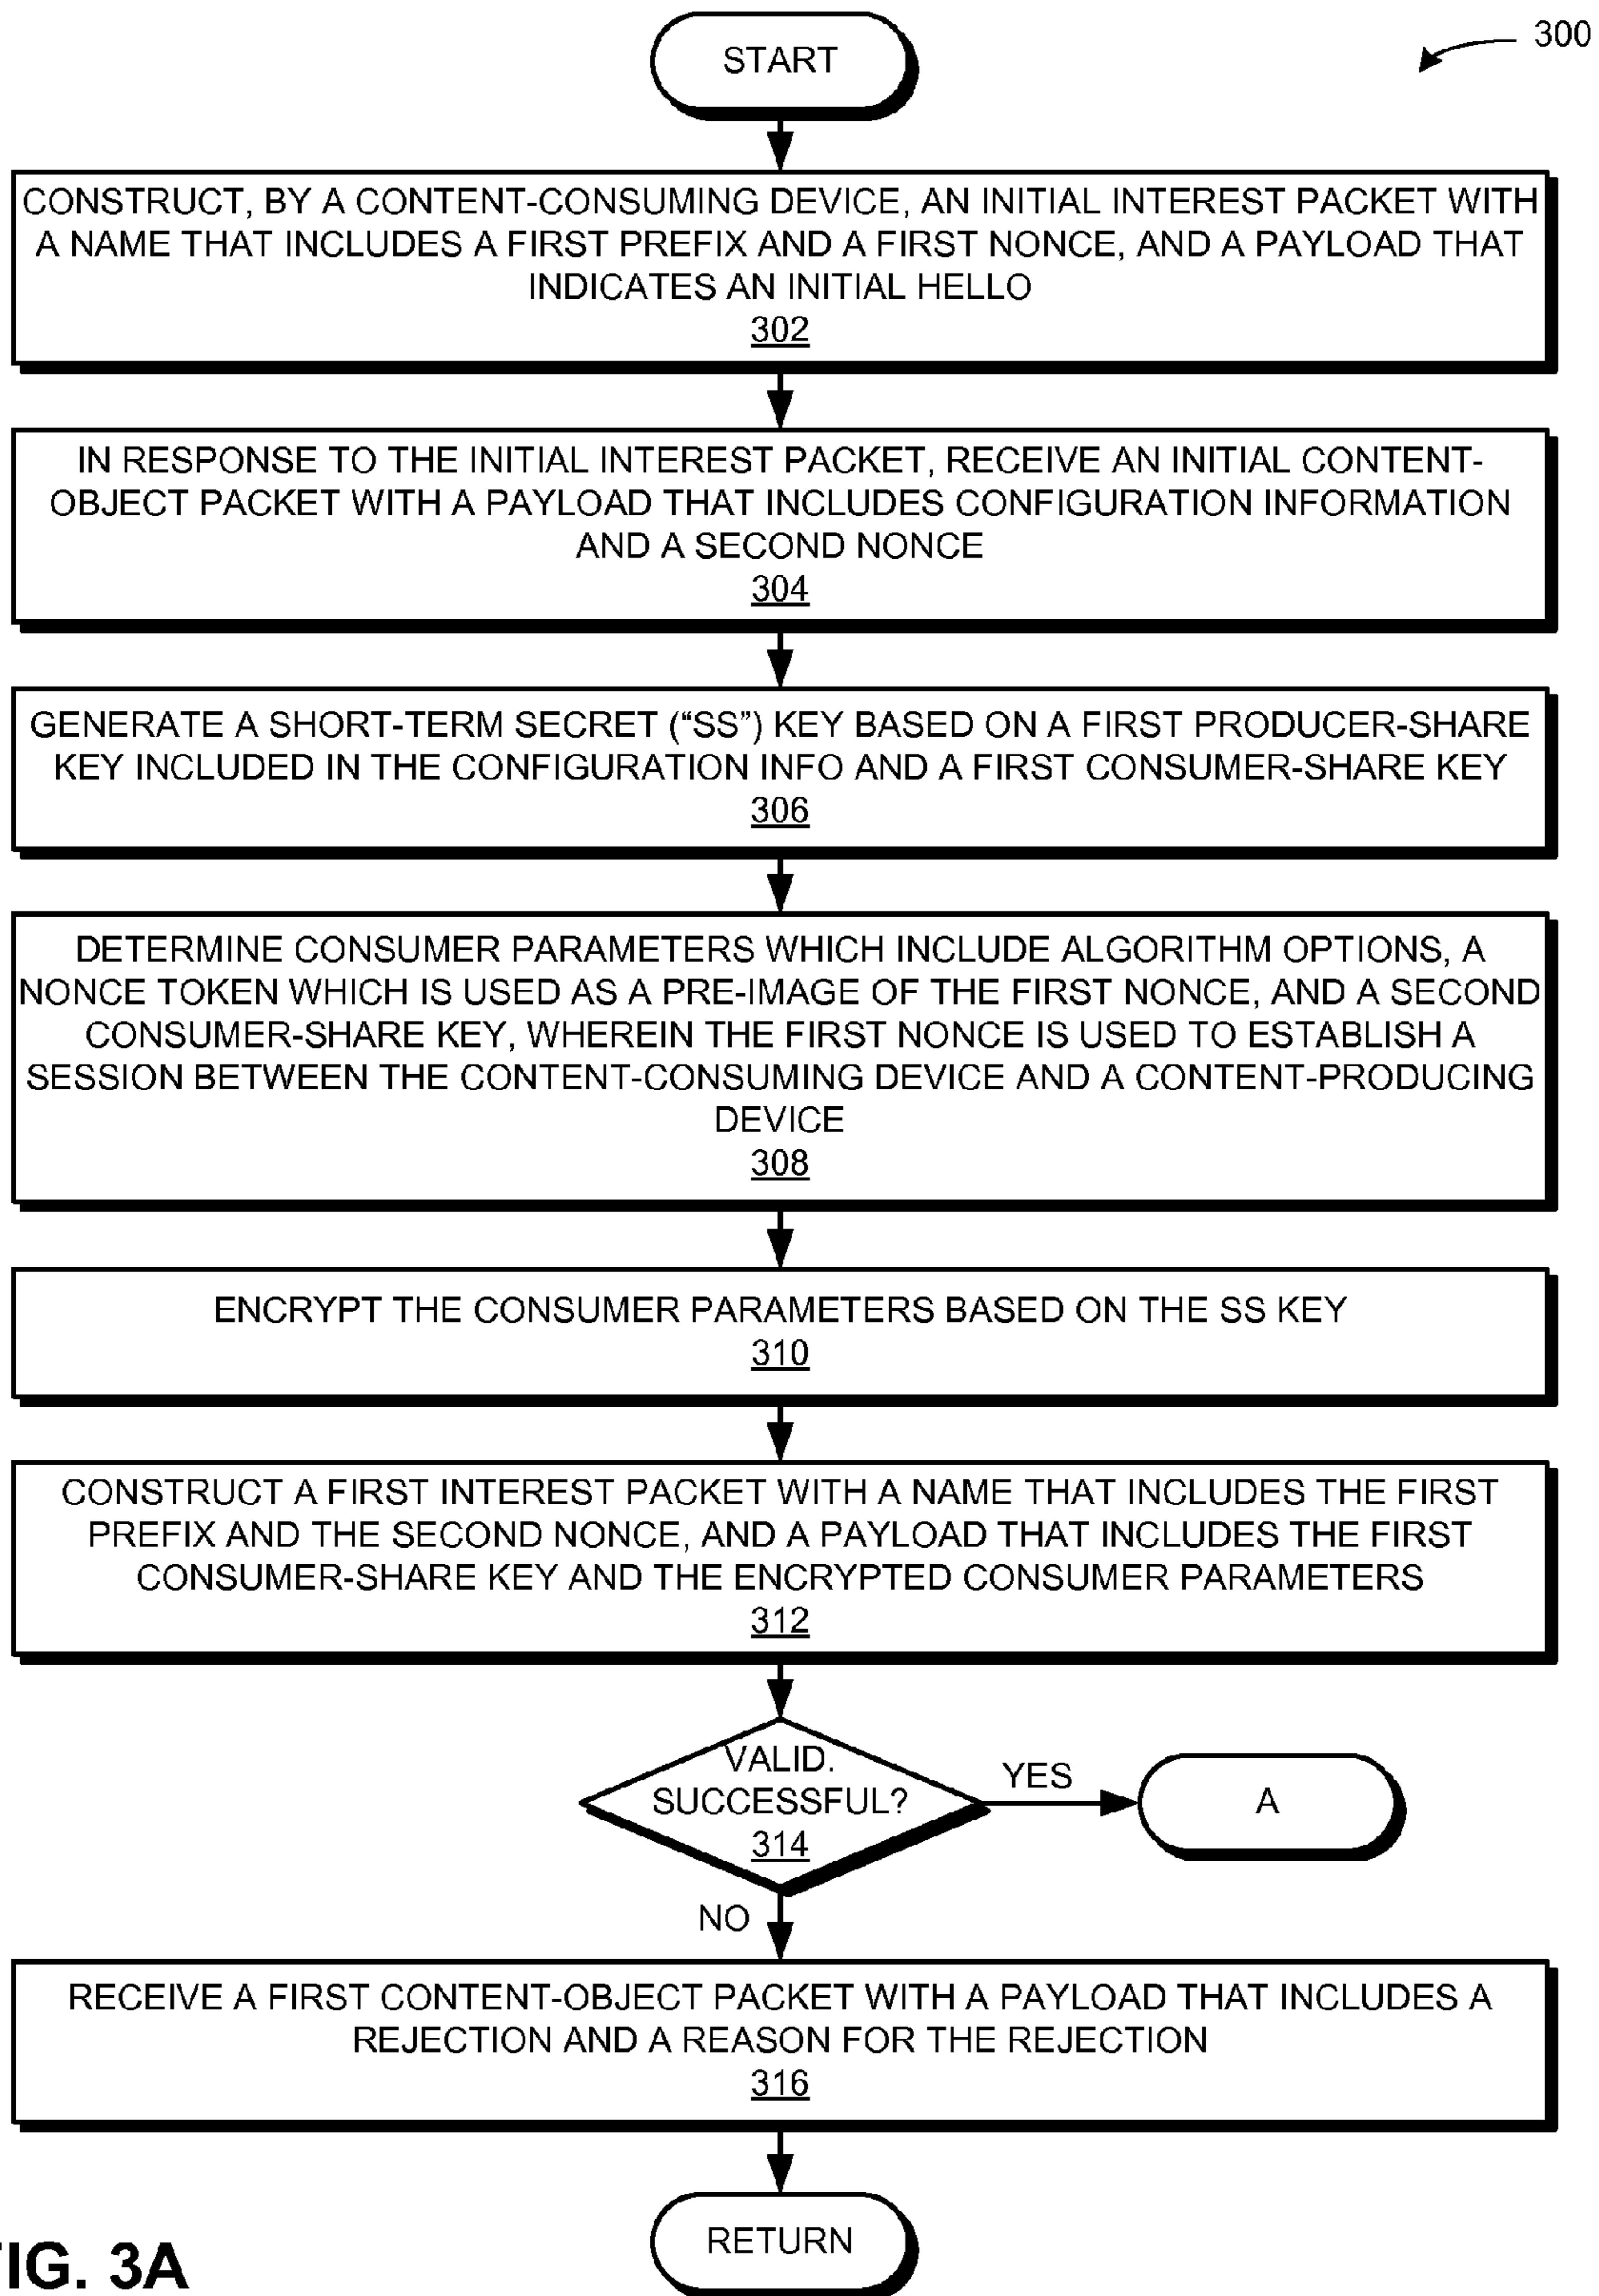 START
300
CONSTRUCT, BY A CONTENT-CONSUMING DEVICE, AN INITIAL INTEREST PACKET WITH
A NAME THAT INCLUDES A FIRST PREFIX AND A FIRST NONCE, AND A PAYLOAD THAT
INDICATES AN INITIAL HELLO
302
IN RESPONSE TO THE INITIAL INTEREST PACKET, RECEIVE AN INITIAL CONTENT-
OBJECT PACKET WITH A PAYLOAD THAT INCLUDES CONFIGURATION INFORMATION
AND A SECOND NONCE
304
GENERATE A SHORT-TERM SECRET (“SS”) KEY BASED ON A FIRST PRODUCER-SHARE
KEY INCLUDED IN THE CONFIGURATION INFO AND A FIRST CONSUMER-SHARE KEY
306
DETERMINE CONSUMER PARAMETERS WHICH INCLUDE ALGORITHM OPTIONS, A
NONCE TOKEN WHICH IS USED AS A PRE-IMAGE OF THE FIRST NONCE, AND A SECOND
CONSUMER-SHARE KEY, WHEREIN THE FIRST NONCE IS USED TO ESTABLISH A
SESSION BETWEEN THE CONTENT-CONSUMING DEVICE AND A CONTENT-PRODUCING
DEVICE
308
ENCRYPT THE CONSUMER PARAMETERS BASED ON THE SS KEY
310
CONSTRUCT A FIRST INTEREST PACKET WITH A NAME THAT INCLUDES THE FIRST
PREFIX AND THE SECOND NONCE, AND A PAYLOAD THAT INCLUDES THE FIRST
CONSUMER-SHARE KEY AND THE ENCRYPTED CONSUMER PARAMETERS
312
VALID.
SUCCESSFUL?
314
YES
A
NO
RECEIVE A FIRST CONTENT-OBJECT PACKET WITH A PAYLOAD THAT INCLUDES A
REJECTION AND A REASON FOR THE REJECTION
316
RETURN
IG. 3A